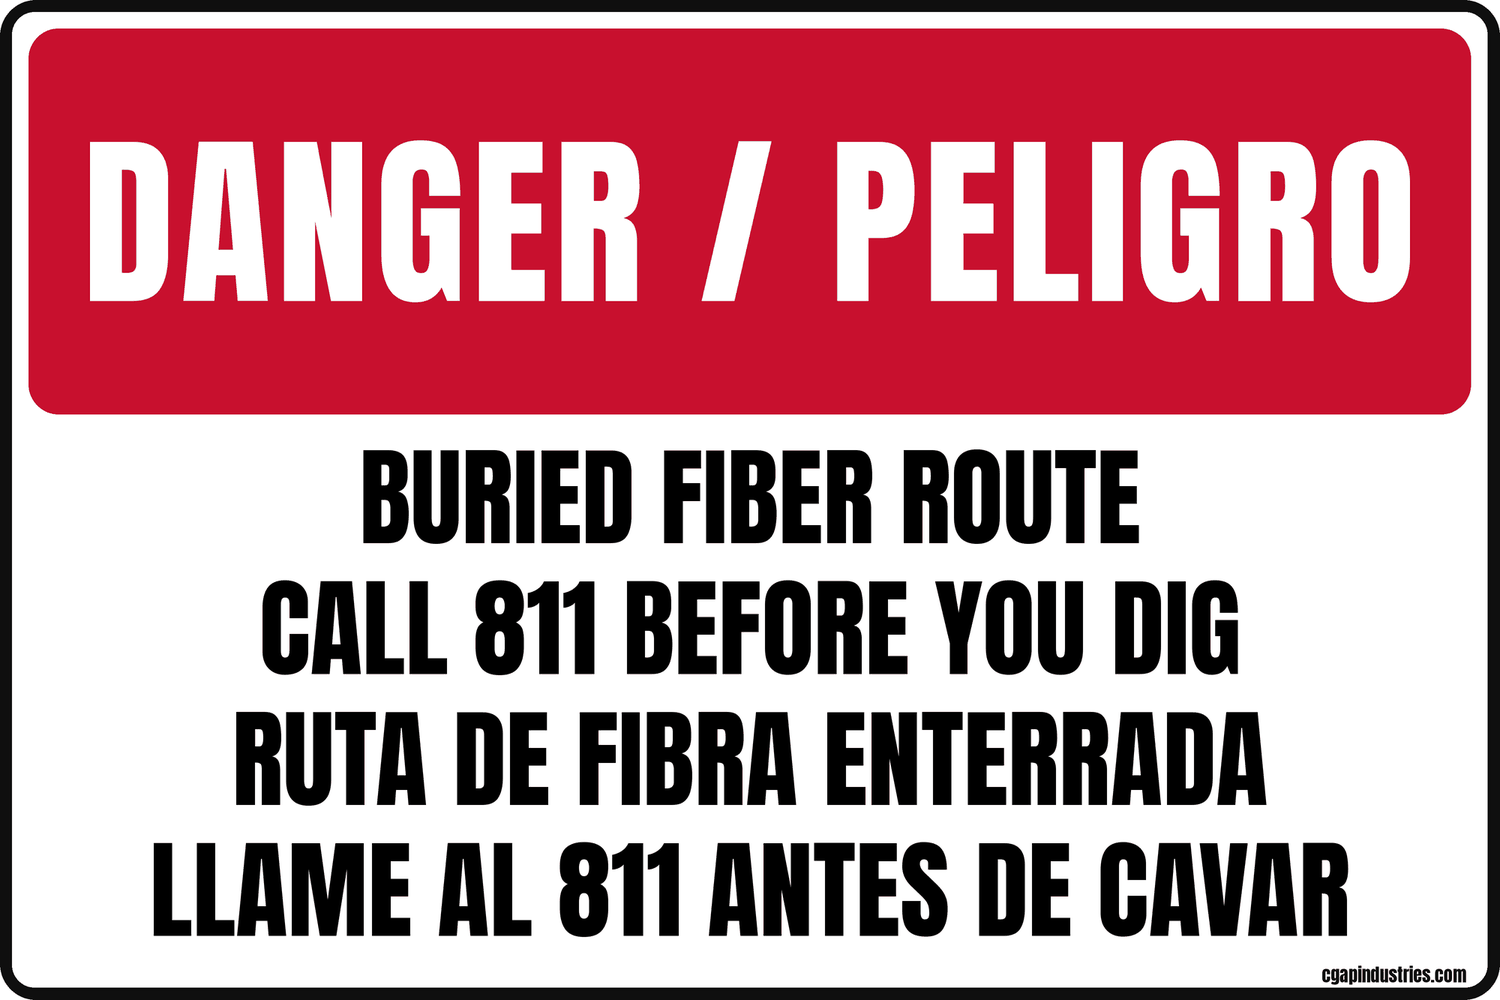 DANGER / PELIGRO
BURIED FIBER ROUTE
CALL 811 BEFORE YOU DIG
RUTA DE FIBRA ENTERRADA
LLAME AL 811 ANTES DE CAVAR
cgapindustries.com